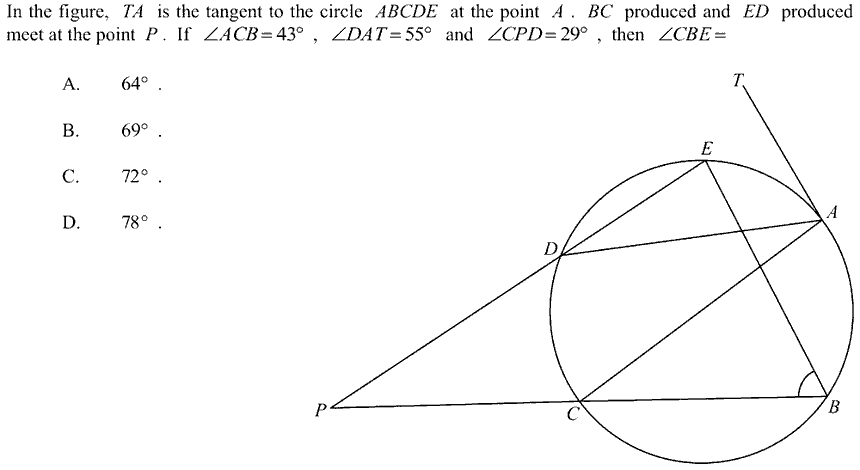 In the figure, TA is the tangent to the circle ABCDE at the point A . BC produced and ED produced
meet at the point P . If ∠ACB = 43° , ∠DAT = 55° and ∠CPD = 29° , then ∠CBE =
A. 64° .
B. 69° .
C. 72° .
D. 78° .
T
E
A
D
P
C
B